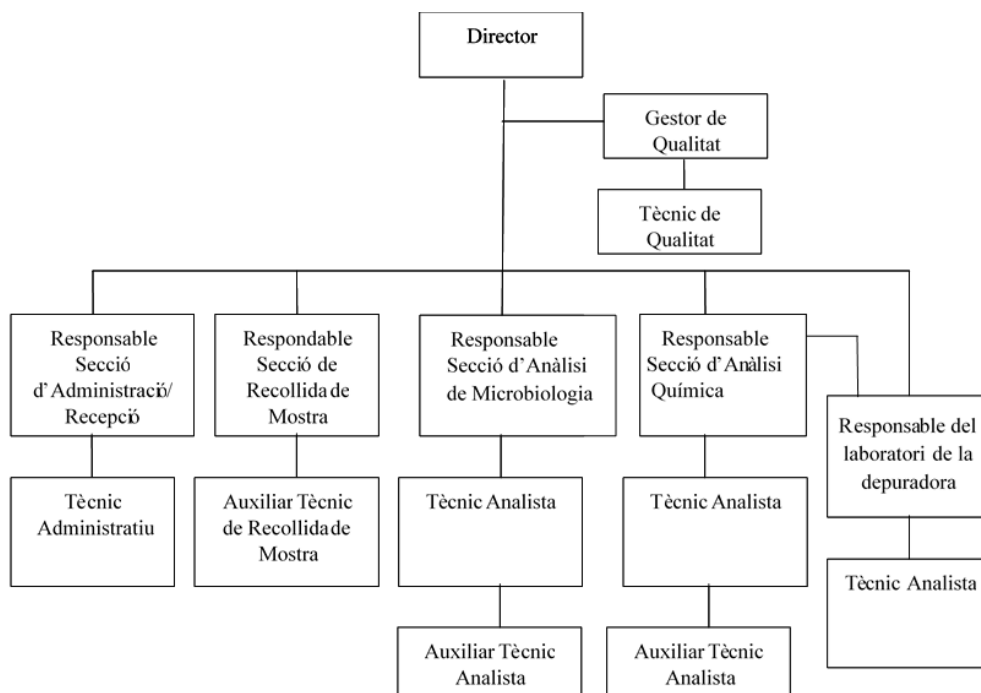 Director
Gestor de
Qualitat
Tècnic de
Qualitat
Responsable
Secció
d'Administració/
Recepció
Respondable
Secció de
Recollida de
Mostra
Responsable
Secció d'Anàlisi
de Microbiologia
Responsable
Secció d'Anàlisi
Química
Responsable del
laboratori de la
depuradora
Tècnic
Administratiu
Auxiliar Tècnic
de Recollida de
Mostra
Tècnic Analista
Tècnic Analista
Tècnic Analista
Auxiliar Tècnic
Analista
Auxiliar Tècnic
Analista